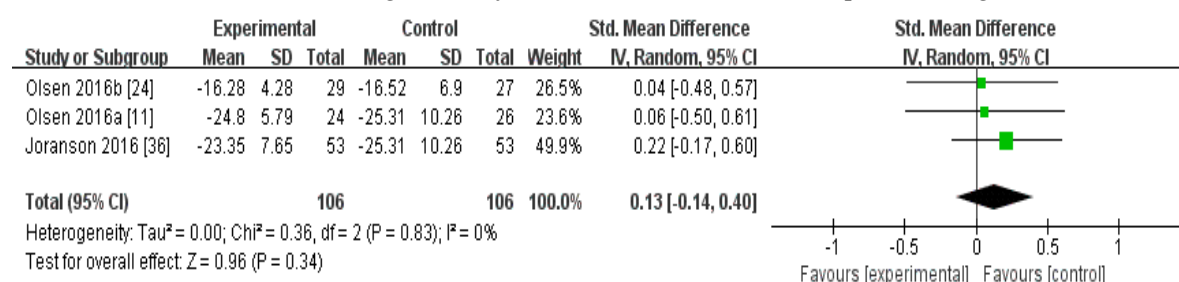 Experimental Control Std. Mean Difference Std. Mean Difference
Study or Subgroup Mean SD Total Mean SD Total Weight IV, Random, 95% CI IV, Random, 95% CI
Olsen 2016b [24] -16.28 4.28 29 -16.52 6.9 27 26.5% 0.04 [-0.48, 0.57]
Olsen 2016a [11] -24.8 5.79 24 -25.31 10.26 26 23.6% 0.06 [-0.50, 0.61]
Joranson 2016 [36] -23.35 7.65 53 -25.31 10.26 53 49.9% 0.22 [-0.17, 0.60]
Total (95% CI) 106 106 100.0% 0.13 [-0.14, 0.40]
Heterogeneity: Tau² = 0.00; Chi² = 0.36, df = 2 (P = 0.83); I² = 0%
Test for overall effect: Z = 0.96 (P = 0.34)
-1 -0.5 0 0.5 1
Favours [experimental] Favours [control]